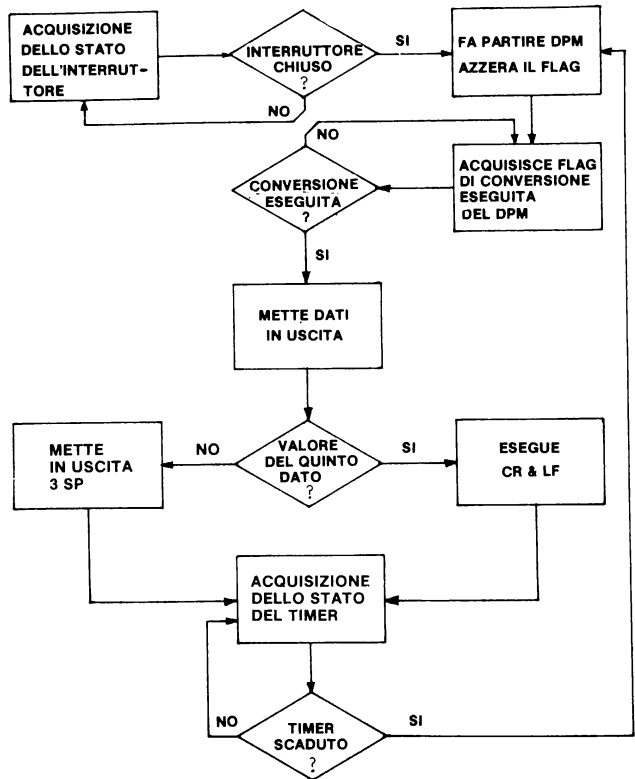 ACQUISIZIONE
DELLO STATO
DELL'INTERRUT-
TORE
INTERRUTTORE
CHIUSO
?
SI
NO
FA PARTIRE DPM
AZZERA IL FLAG
NO
ACQUISISCE FLAG
DI CONVERSIONE
ESEGUITA
DEL DPM
CONVERSIONE
ESEGUITA
?
SI
METTE DATI
IN USCITA
VALORE
DEL QUINTO
DATO
?
NO
SI
METTE
IN USCITA
3 SP
ESEGUE
CR & LF
ACQUISIZIONE
DELLO STATO
DEL TIMER
NO
TIMER
SCADUTO
?
SI